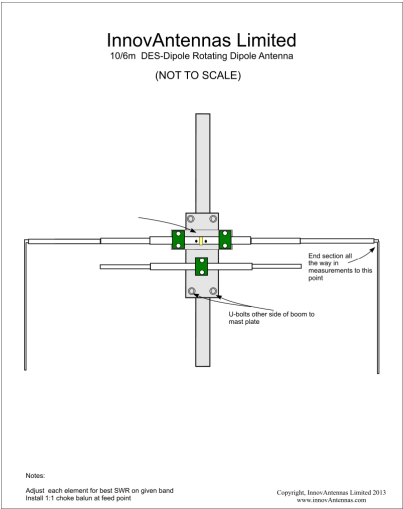 InnovAntennas Limited
10/6m  DES-Dipole Rotating Dipole Antenna
(NOT TO SCALE)
End section all
the way in
measurements to this
point
U-bolts other side of boom to
mast plate
Notes:
Adjust  each element for best SWR on given band
Install 1:1 choke balun at feed point
Copyright, InnovAntennas Limited 2013
www.innovAntennas.com